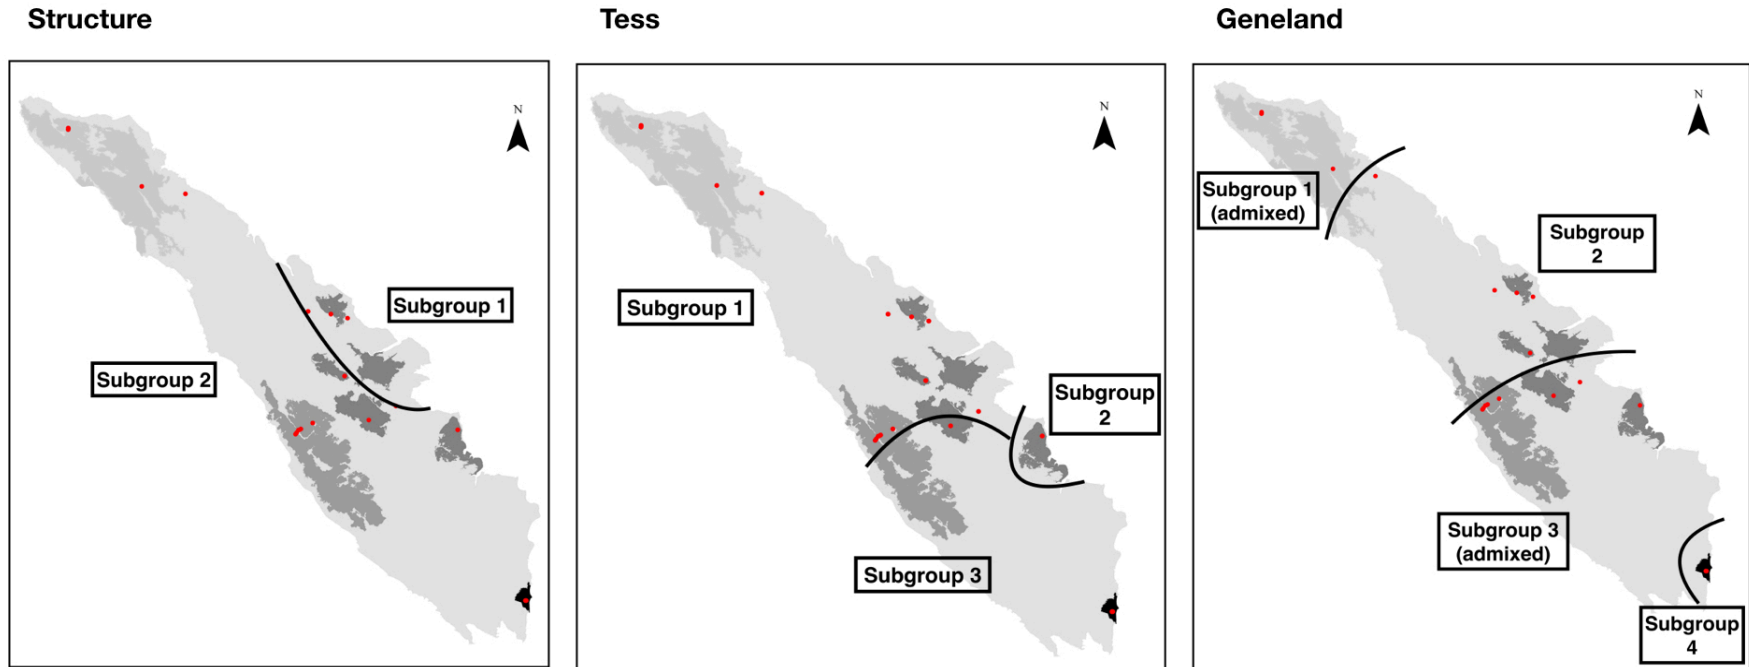 Structure
Tess
Geneland
N
Subgroup 1
Subgroup 2
N
Subgroup 1
Subgroup
2
Subgroup 3
N
Subgroup 1
(admixed)
Subgroup
2
Subgroup 3
(admixed)
Subgroup
4